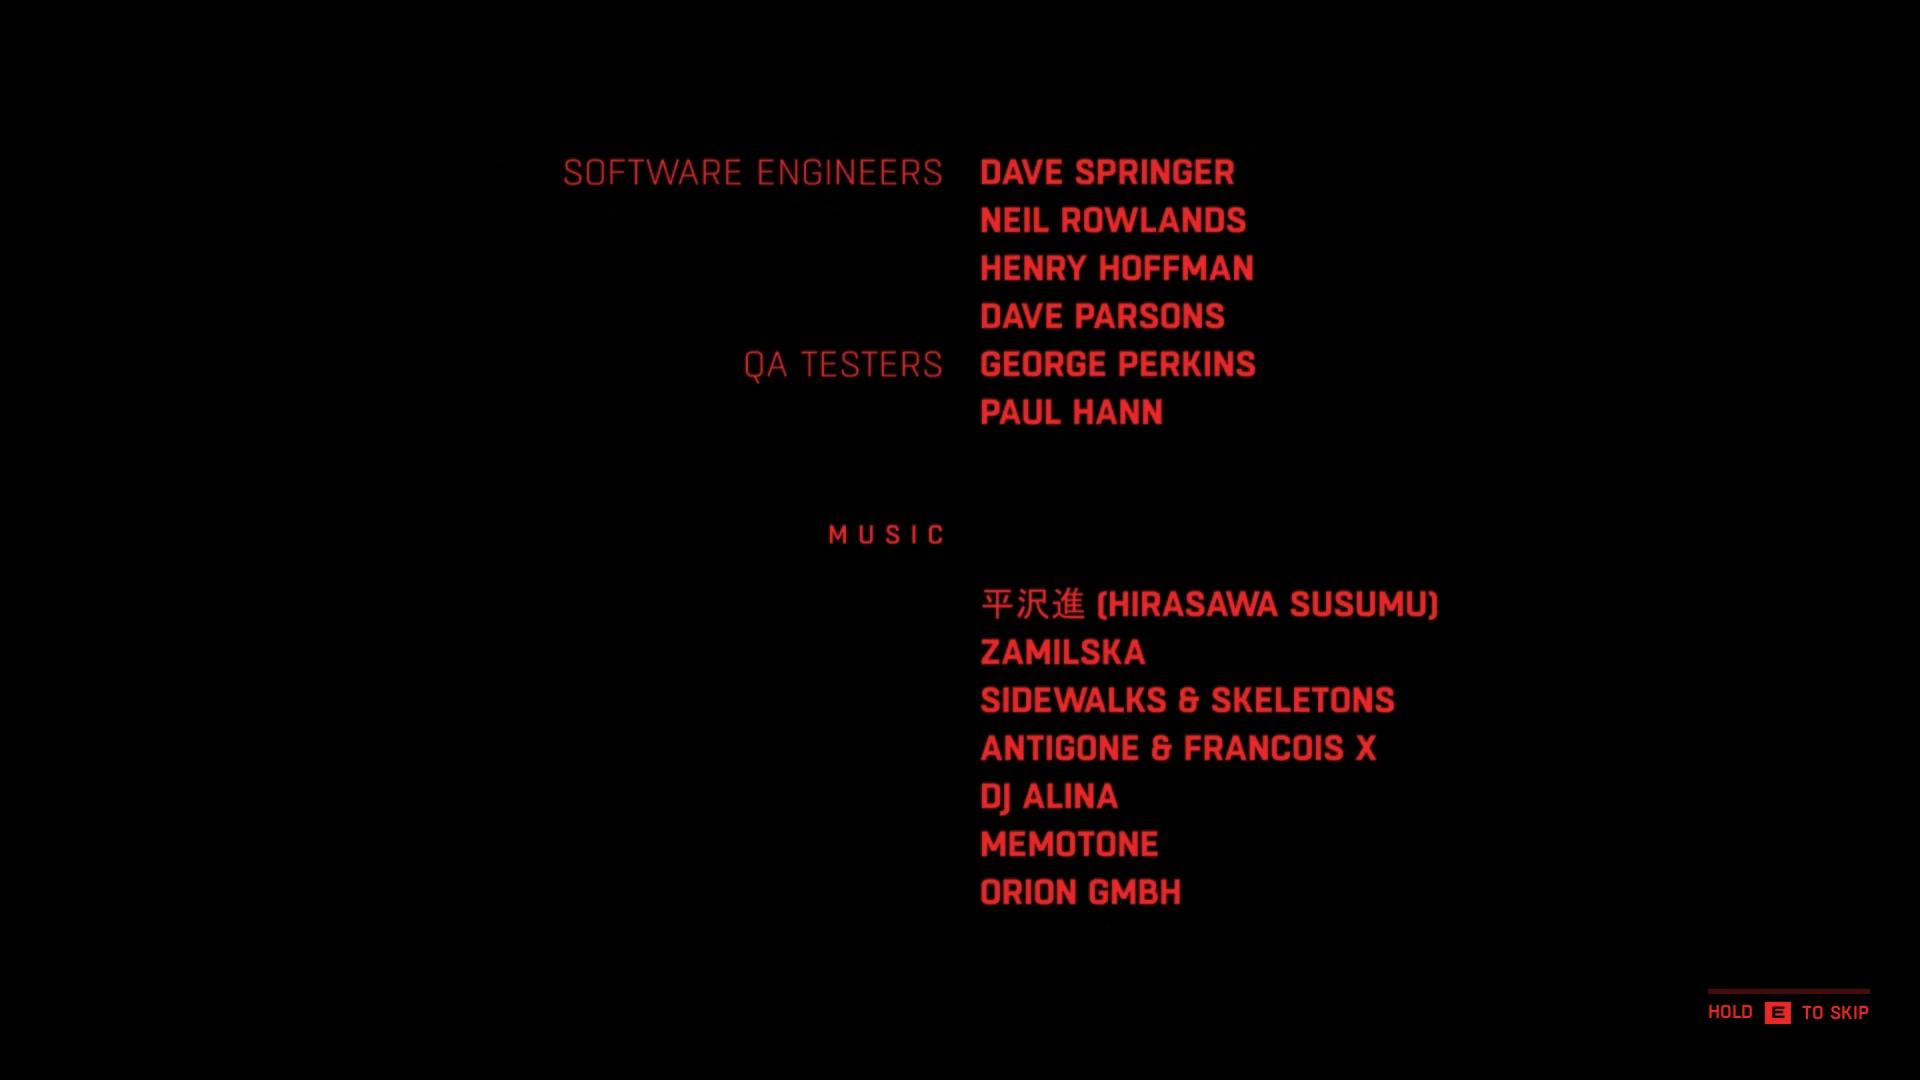 SOFTWARE ENGINEERS DAVE SPRINGER
NEIL ROWLANDS
HENRY HOFFMAN
DAVE PARSONS
QA TESTERS GEORGE PERKINS
PAUL HANN
MUSIC
平沢進 (HIRASAWA SUSUMU)
ZAMILSKA
SIDEWALKS & SKELETONS
ANTIGONE & FRANCOIS X
DJ ALINA
MEMOTONE
ORION GMBH
HOLD E TO SKIP